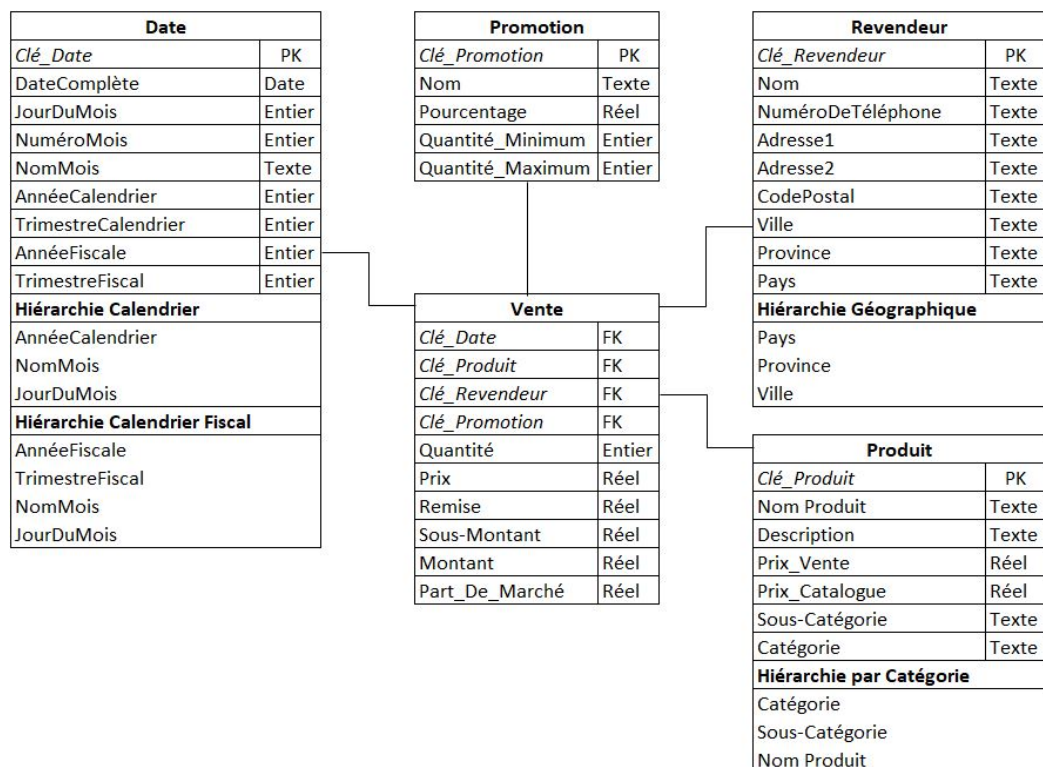 Date
Clé_Date PK
DateComplète Date
JourDuMois Entier
NuméroMois Entier
NomMois Texte
AnnéeCalendrier Entier
TrimestreCalendrier Entier
AnnéeFiscale Entier
TrimestreFiscal Entier
Hiérarchie Calendrier
AnnéeCalendrier
NomMois
JourDuMois
Hiérarchie Calendrier Fiscal
AnnéeFiscale
TrimestreFiscal
NomMois
JourDuMois
Promotion
Clé_Promotion PK
Nom Texte
Pourcentage Réel
Quantité_Minimum Entier
Quantité_Maximum Entier
Vente
Clé_Date FK
Clé_Produit FK
Clé_Revendeur FK
Clé_Promotion FK
Quantité Entier
Prix Réel
Remise Réel
Sous-Montant Réel
Montant Réel
Part_De_Marché Réel
Revendeur
Clé_Revendeur PK
Nom Texte
NuméroDeTéléphone Texte
Adresse1 Texte
Adresse2 Texte
CodePostal Texte
Ville Texte
Province Texte
Pays Texte
Hiérarchie Géographique
Pays
Province
Ville
Produit
Clé_Produit PK
Nom Produit Texte
Description Texte
Prix_Vente Réel
Prix_Catalogue Réel
Sous-Catégorie Texte
Catégorie Texte
Hiérarchie par Catégorie
Catégorie
Sous-Catégorie
Nom Produit